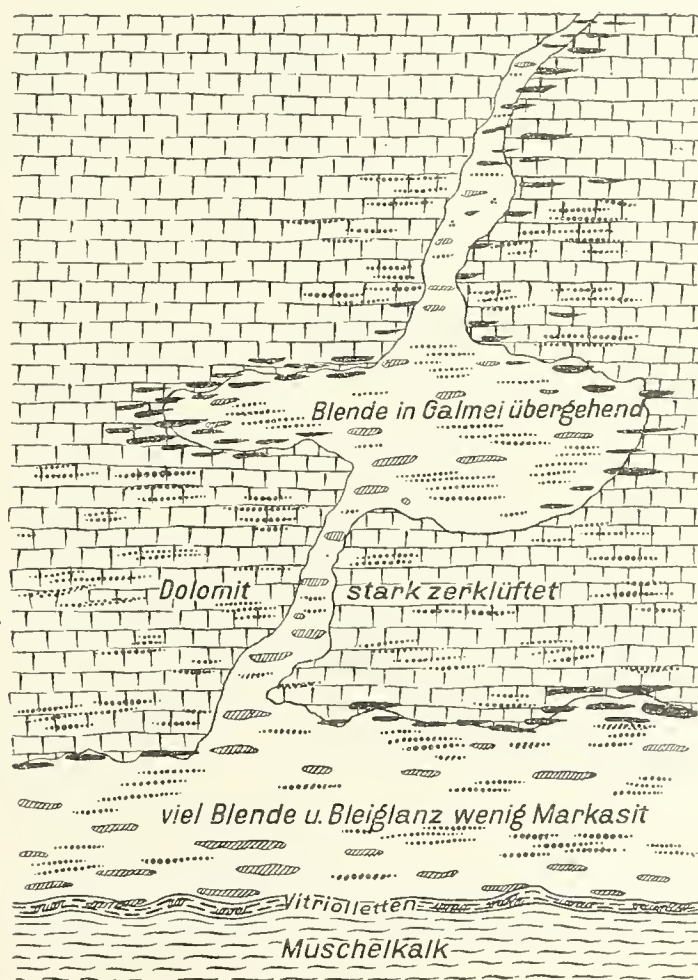 Blende in Galmei übergehend
Dolomit stark zerklüftet
viel Blende u. Bleiglanz wenig Markasit
Vitriolletten
Muschelkalk